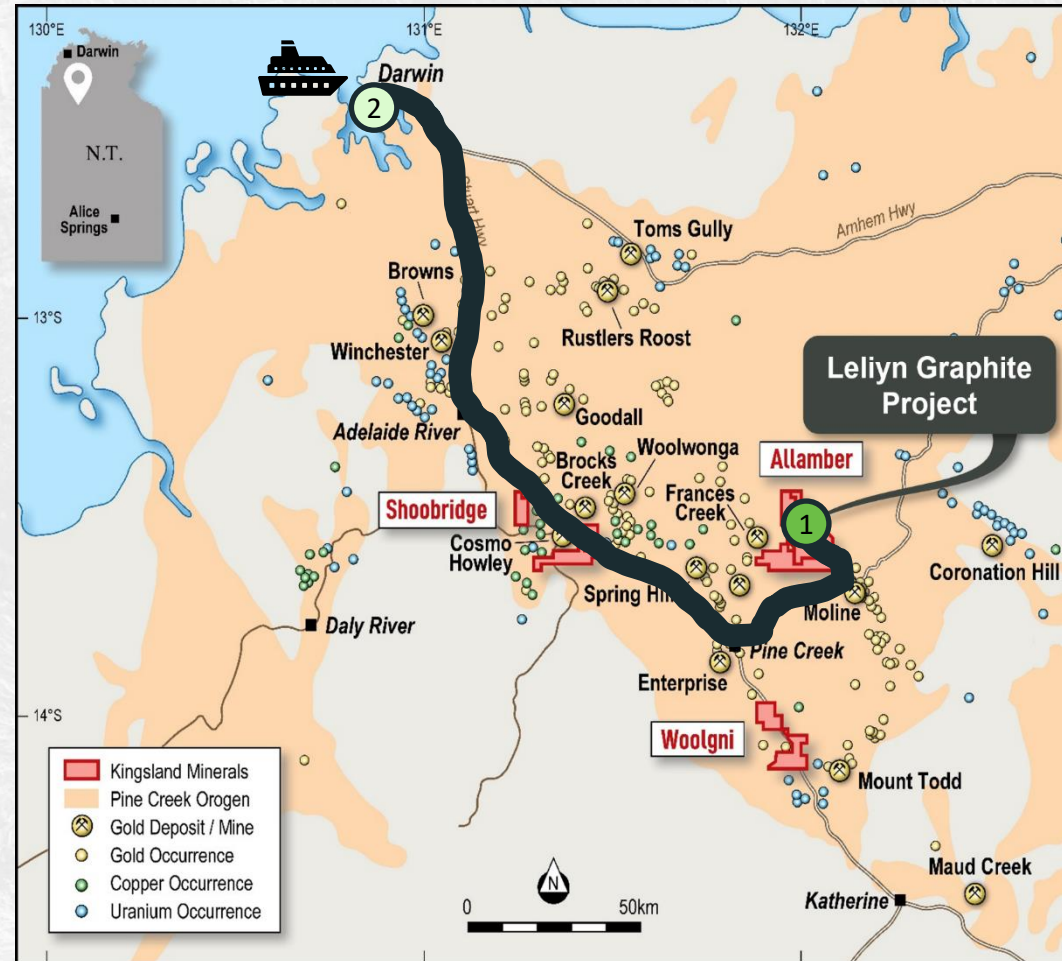 130°E
131°E
132°E
Darwin
N.T.
Alice
Springs
Darwin
2
Stuart Hwy
Arnhem Hwy
Toms Gully
Browns
13°S
Rustlers Roost
Winchester
Leliyn Graphite
Project
Goodall
Adelaide River
Woolwonga
Brocks
Creek
Allamber
Frances
Creek
Shoobridge
1
Cosmo
Howley
Coronation Hill
Spring Hill
Moline
Daly River
Pine Creek
Enterprise
14°S
Woolgni
Mount Todd
Kingsland Minerals
Pine Creek Orogen
Gold Deposit / Mine
Gold Occurrence
Copper Occurrence
Uranium Occurrence
N
0
50km
Maud Creek
Katherine